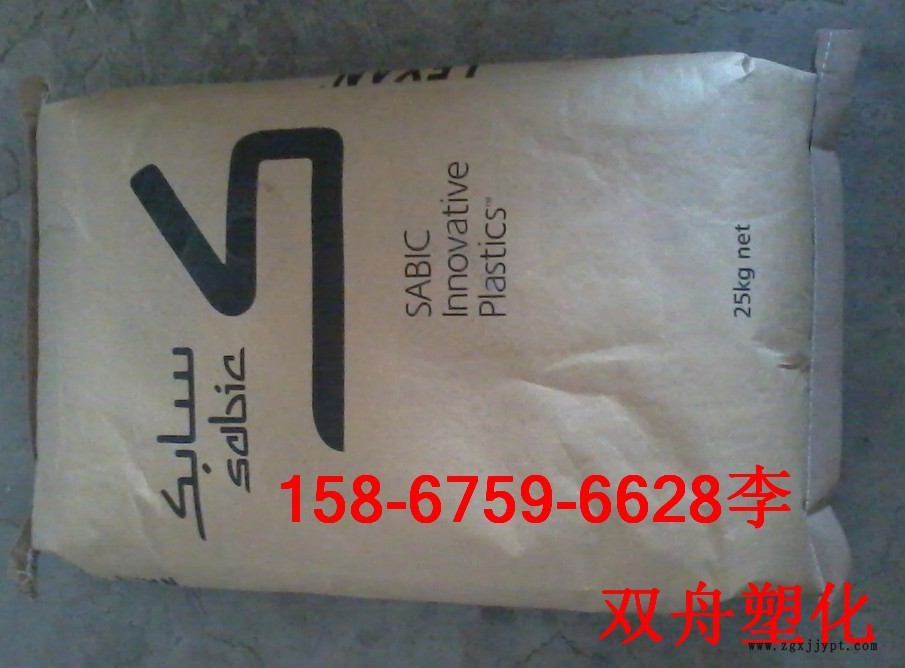 LEXAN
سابك
sabic
SABIC
Innovative
Plastics™
25kg net
158-6759-6628李
双舟塑化
www.zgxjjypt.com